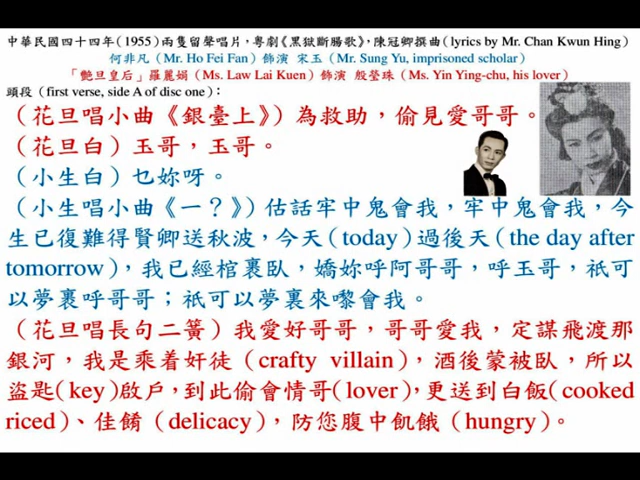 中華民國四十四年(1955)兩隻留聲唱片,粵劇《黑獄斷腸歌》,陳冠卿撰曲(lyrics by Mr. Chan Kwun Hing)
何非凡(Mr. Ho Fei Fan)飾演 宋玉(Mr. Sung Yu, imprisoned scholar)
「艷旦皇后」羅麗娟(Ms. Law Lai Kuen)飾演 殷瑩珠(Ms. Yin Ying-chu, his lover)
頭段(first verse, side A of disc one):
(花旦唱小曲《銀臺上》)為救助,偷見愛哥哥。
(花旦白)玉哥,玉哥。
(小生白)乜妳呀。
(小生唱小曲《一?》)估話牢中鬼會我,牢中鬼會我,今
生已復難得賢卿送秋波,今天(today)過後天(the day after
tomorrow),我已經棺裹臥,嬌妳呼阿哥哥,呼玉哥,祇可
以夢裏呼哥哥;祇可以夢裏來嚟會我。
(花旦唱長句二簧)我愛好哥哥,哥哥愛我,定謀飛渡那
銀河,我是乘着奸徒(crafty villain),酒後蒙被臥,所以
盜匙(key)啟戶,到此偷會情哥(lover),更送到白飯(cooked
riced)、佳餚(delicacy),防您腹中飢餓(hungry)。